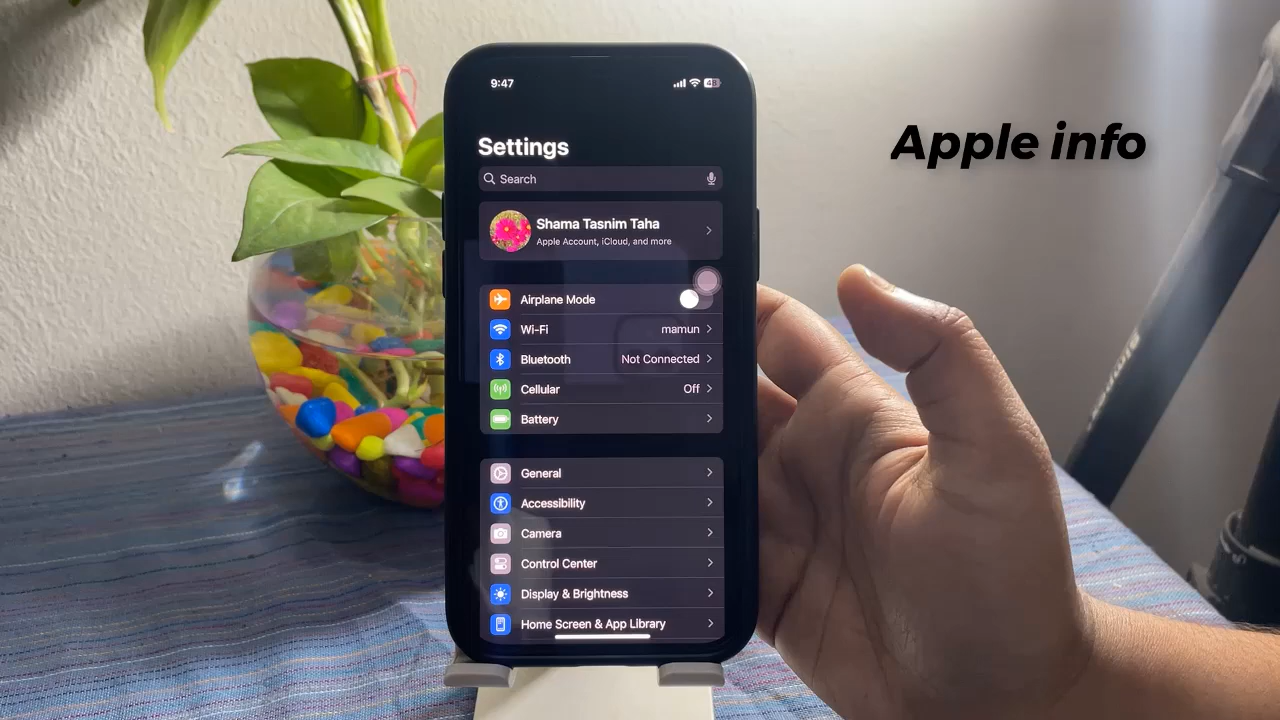 9:47
48
Apple info
Settings
Search
Shama Tasnim Taha
Apple Account, iCloud, and more
Airplane Mode
Wi-Fi mamun
Bluetooth Not Connected
Cellular Off
Battery
General
Accessibility
Camera
Control Center
Display & Brightness
Home Screen & App Library